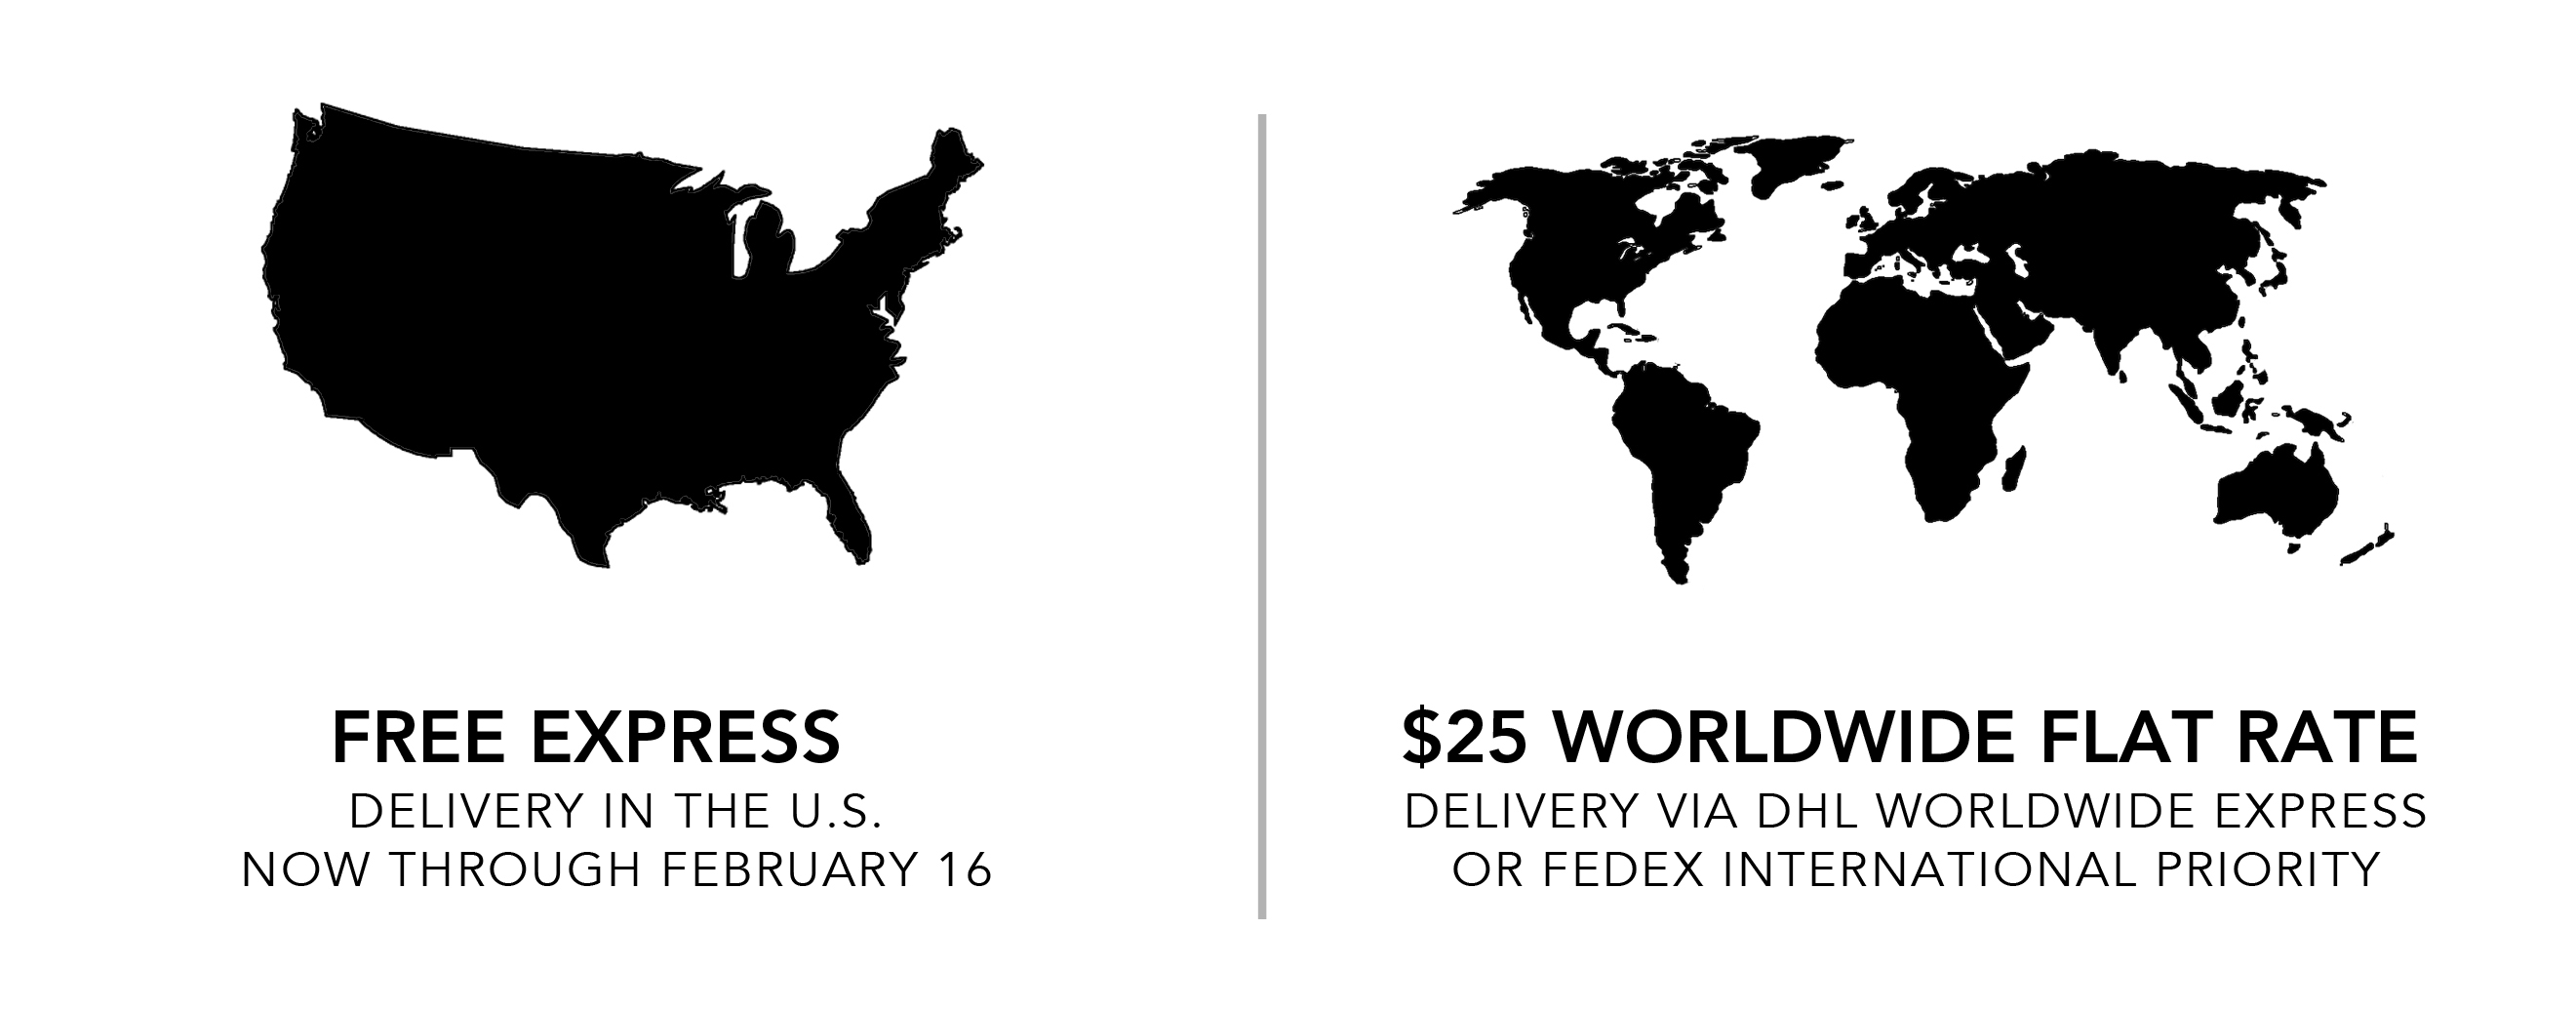 FREE EXPRESS
DELIVERY IN THE U.S.
NOW THROUGH FEBRUARY 16
$25 WORLDWIDE FLAT RATE
DELIVERY VIA DHL WORLDWIDE EXPRESS
OR FEDEX INTERNATIONAL PRIORITY